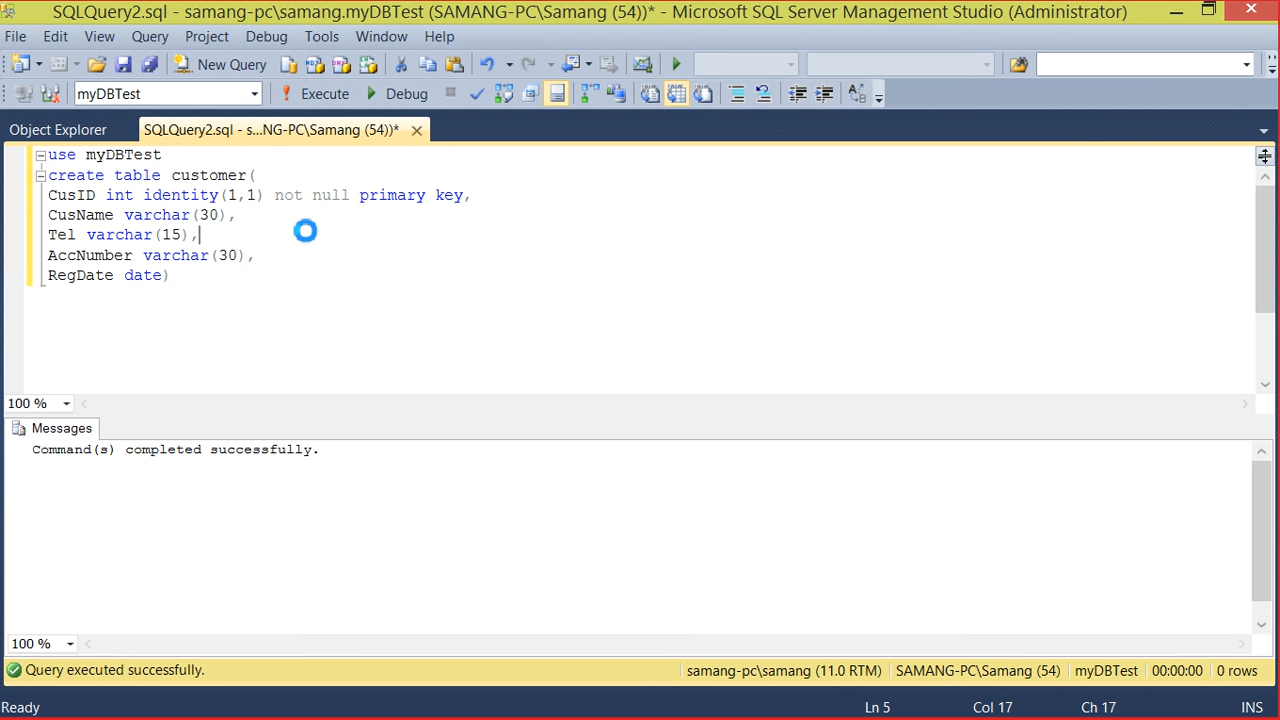 SQLQuery2.sql - samang-pc\samang.myDBTest (SAMANG-PC\Samang (54))* - Microsoft SQL Server Management Studio (Administrator)
File Edit View Query Project Debug Tools Window Help
New Query
myDBTest Execute Debug
Object Explorer SQLQuery2.sql - s...NG-PC\Samang (54))*
use myDBTest
create table customer(
CusID int identity(1,1) not null primary key,
CusName varchar(30),
Tel varchar(15),
AccNumber varchar(30),
RegDate date)
100 %
Messages
Command(s) completed successfully.
100 %
Query executed successfully. samang-pc\samang (11.0 RTM) SAMANG-PC\Samang (54) myDBTest 00:00:00 0 rows
Ready Ln 5 Col 17 Ch 17 INS